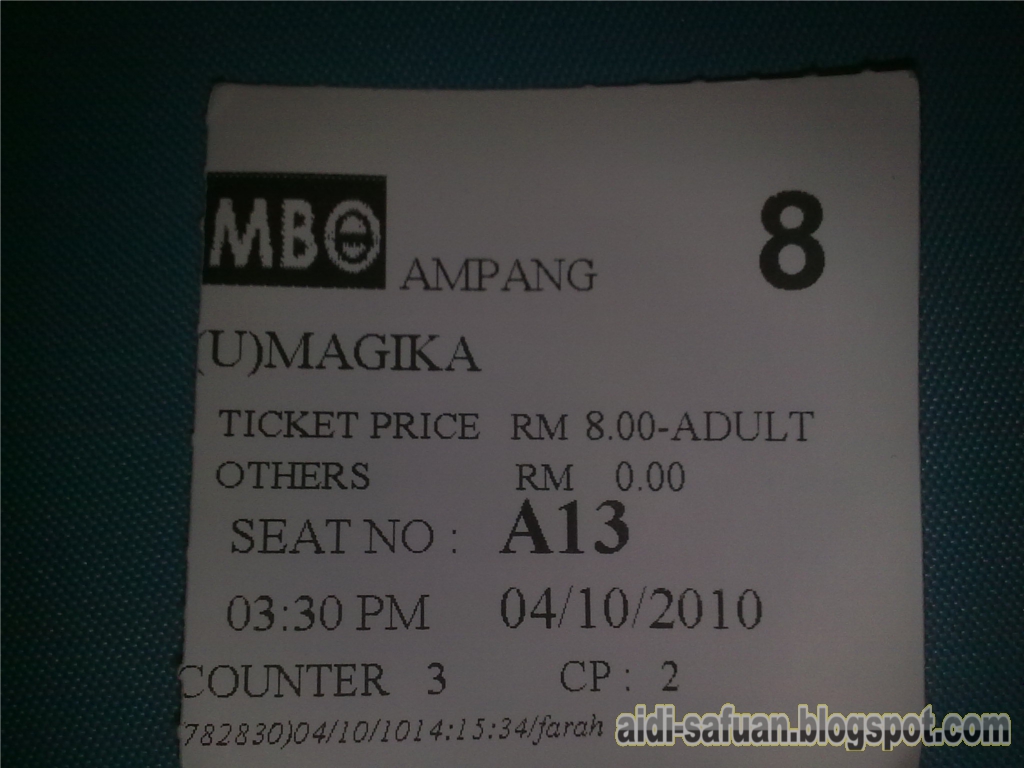 MBO AMPANG 8
(U)MAGIKA
TICKET PRICE RM 8.00-ADULT
OTHERS RM 0.00
SEAT NO : A13
03:30 PM 04/10/2010
COUNTER 3 CP : 2
782830)04/10/1014:15:34/farah
aidi-safuan.blogspot.com